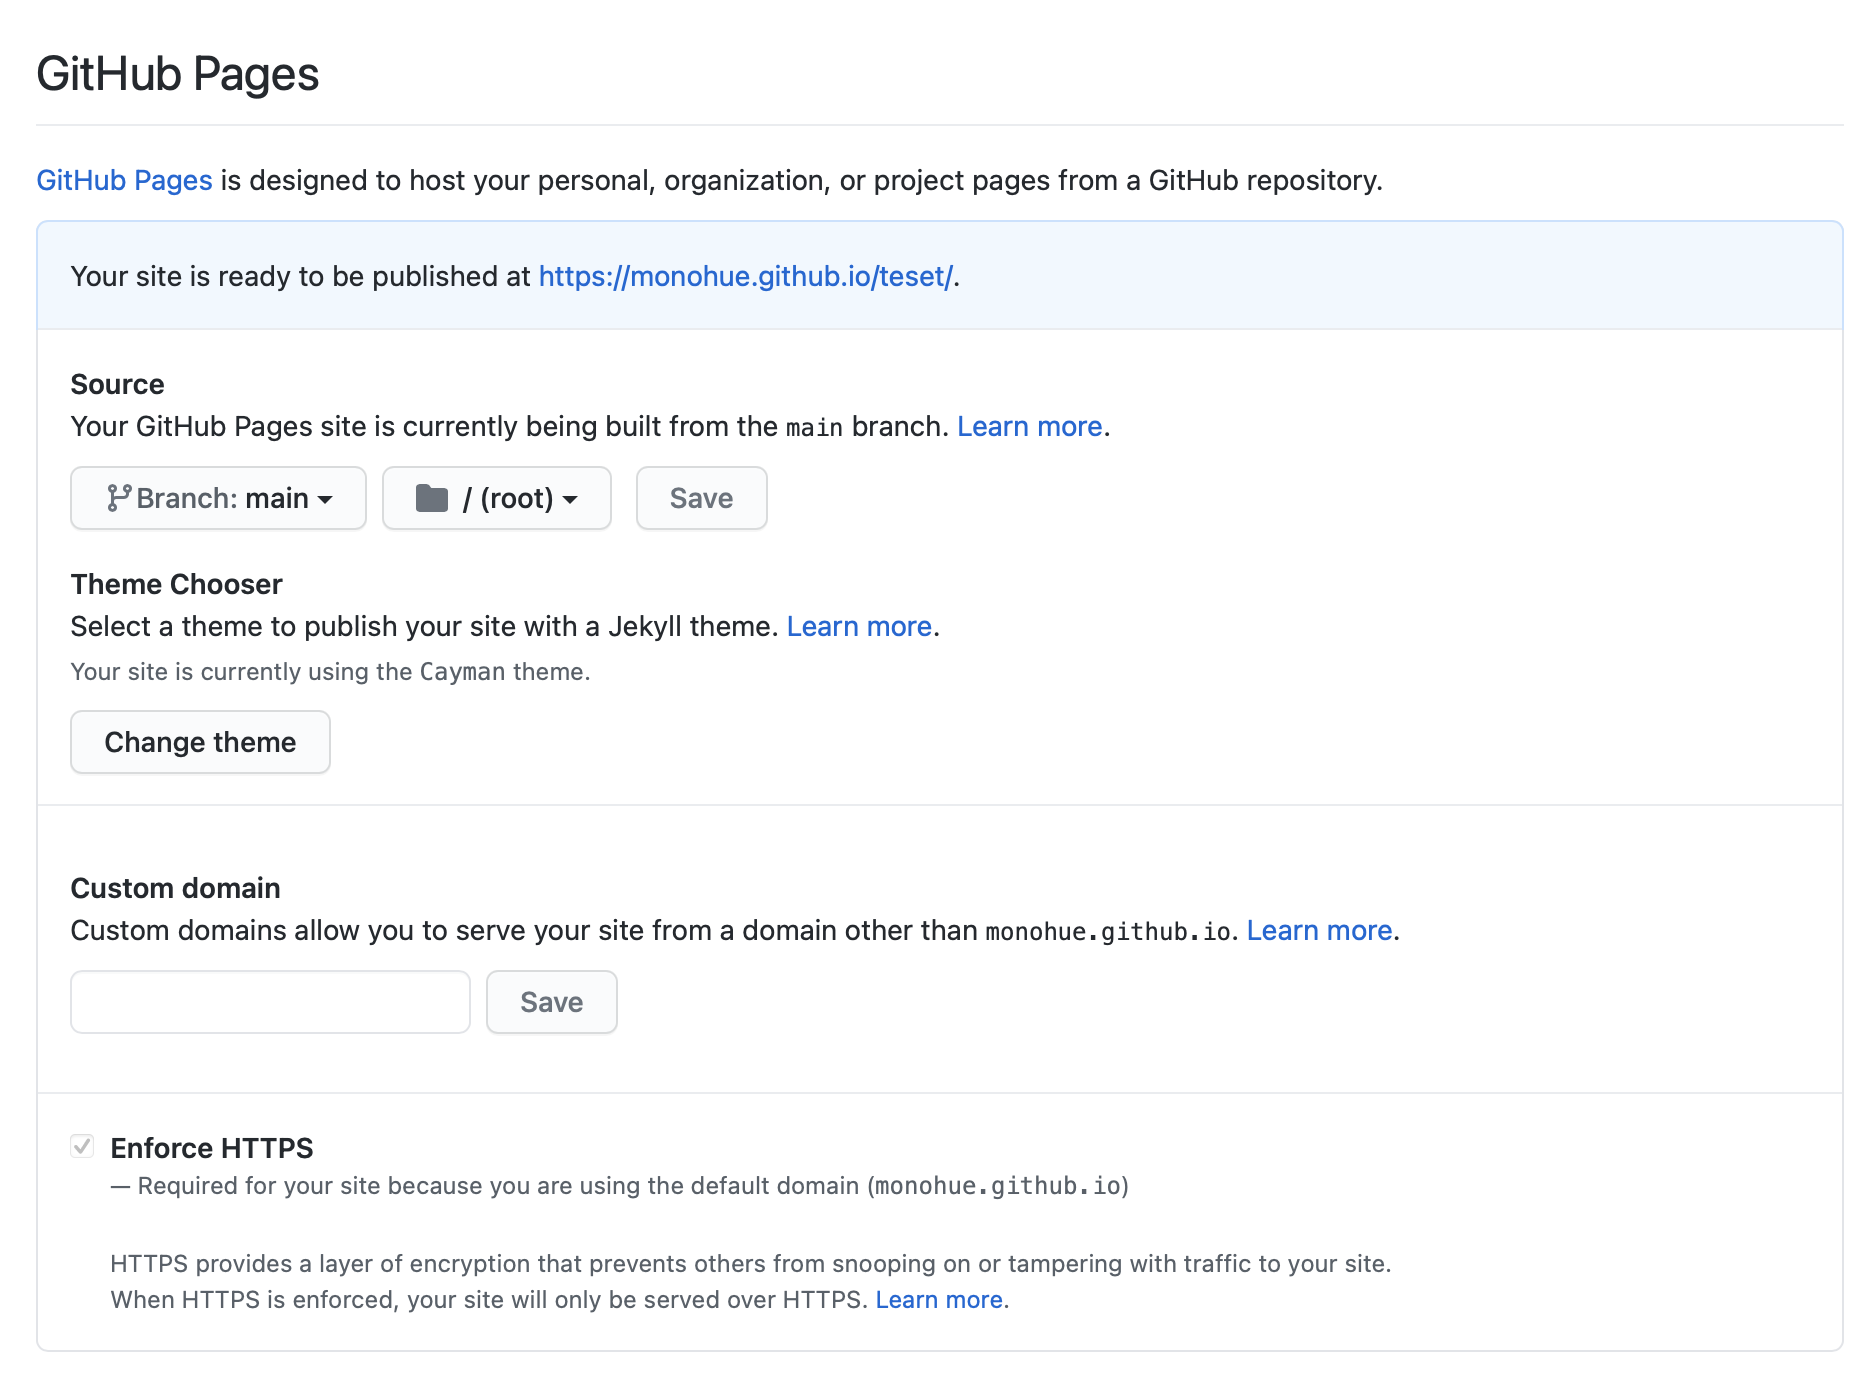 GitHub Pages
GitHub Pages is designed to host your personal, organization, or project pages from a GitHub repository.
Your site is ready to be published at https://monohue.github.io/teset/.
Source
Your GitHub Pages site is currently being built from the main branch. Learn more.
Branch: main / (root) Save
Theme Chooser
Select a theme to publish your site with a Jekyll theme. Learn more.
Your site is currently using the Cayman theme.
Change theme
Custom domain
Custom domains allow you to serve your site from a domain other than monohue.github.io. Learn more.
Save
Enforce HTTPS
— Required for your site because you are using the default domain (monohue.github.io)
HTTPS provides a layer of encryption that prevents others from snooping on or tampering with traffic to your site.
When HTTPS is enforced, your site will only be served over HTTPS. Learn more.